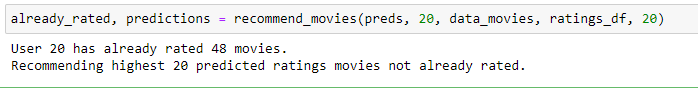 already_rated, predictions = recommend_movies(preds, 20, data_movies, ratings_df, 20)
User 20 has already rated 48 movies.
Recommending highest 20 predicted ratings movies not already rated.